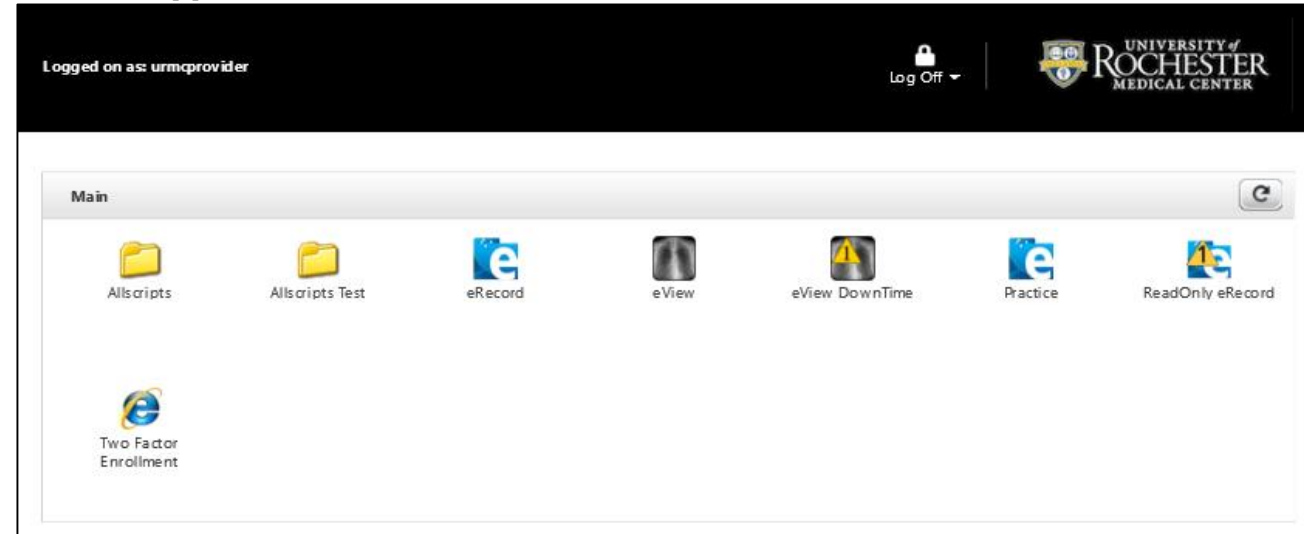 Logged on as: urmcprovider
Log Off
UNIVERSITY of
ROCHESTER
MEDICAL CENTER
Main
Allscripts
Allscripts Test
eRecord
eView
eView DownTime
Practice
ReadOnly eRecord
Two Factor
Enrollment